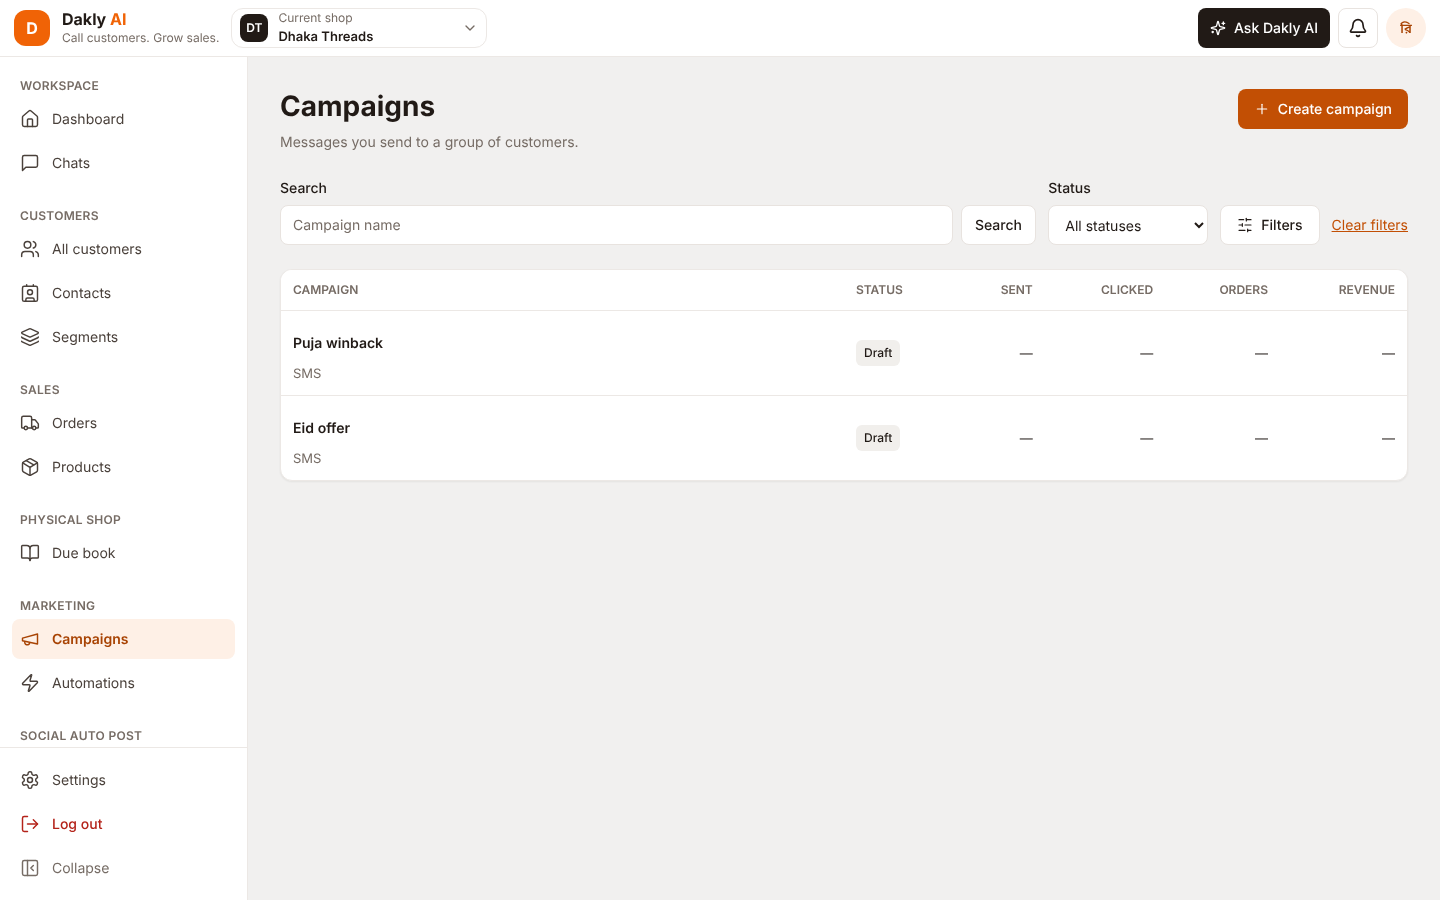 D
Dakly AI
Call customers. Grow sales.
DT
Current shop
Dhaka Threads
Ask Dakly AI
রি
WORKSPACE
Dashboard
Chats
CUSTOMERS
All customers
Contacts
Segments
SALES
Orders
Products
PHYSICAL SHOP
Due book
MARKETING
Campaigns
Automations
SOCIAL AUTO POST
Settings
Log out
Collapse
Campaigns
Messages you send to a group of customers.
+ Create campaign
Search
Campaign name
Search
Status
All statuses
Filters
Clear filters
CAMPAIGN STATUS SENT CLICKED ORDERS REVENUE
Puja winback
SMS
Draft — — — —
Eid offer
SMS
Draft — — — —